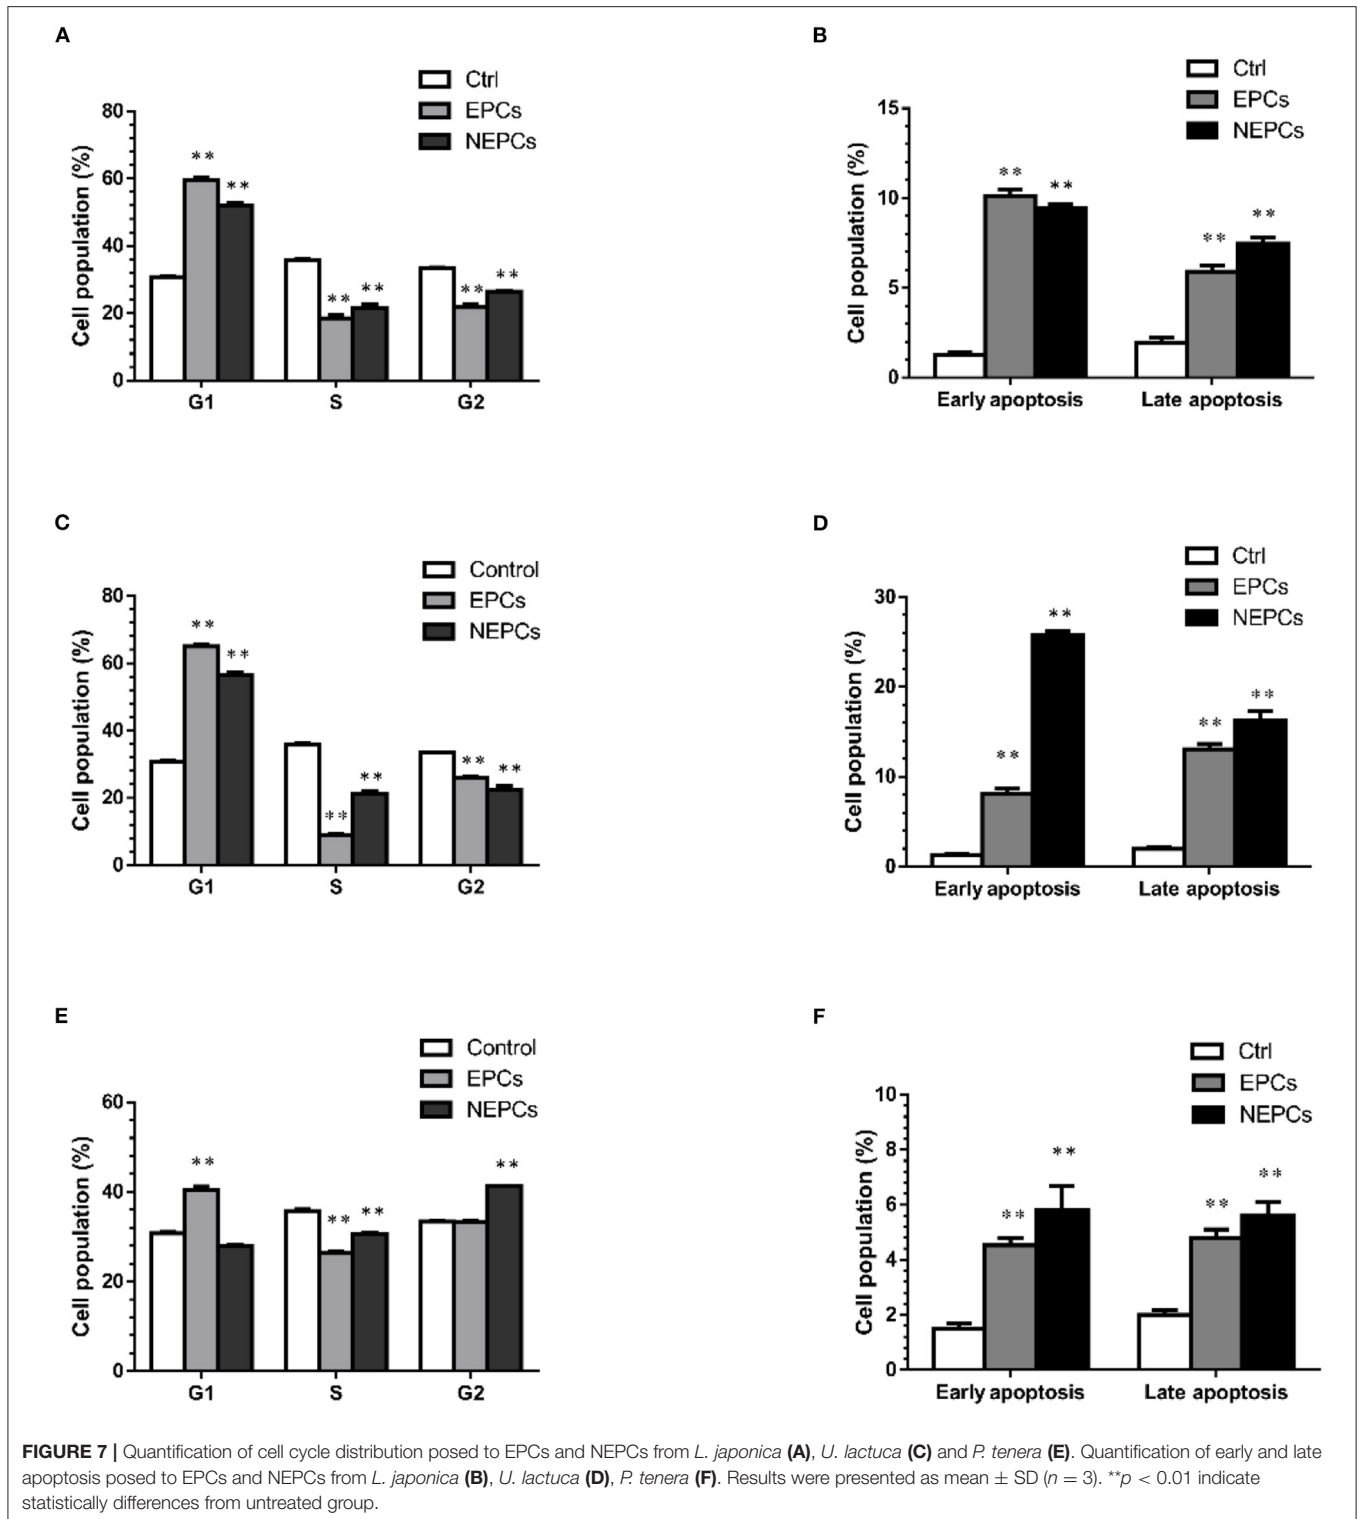 A
Ctrl
EPCs
NEPCs
Cell population (%)
80
60
40
20
0
**
**
**
**
**
**
G1 S G2
B
Ctrl
EPCs
NEPCs
Cell population (%)
15
10
5
0
**
**
**
**
Early apoptosis Late apoptosis
C
Control
EPCs
NEPCs
Cell population (%)
80
60
40
20
0
**
**
**
**
**
**
G1 S G2
D
Ctrl
EPCs
NEPCs
Cell population (%)
30
20
10
0
**
**
**
**
Early apoptosis Late apoptosis
E
Control
EPCs
NEPCs
Cell population (%)
60
40
20
0
**
**
**
**
G1 S G2
F
Ctrl
EPCs
NEPCs
Cell population (%)
10
8
6
4
2
0
**
**
**
**
Early apoptosis Late apoptosis
FIGURE 7 | Quantification of cell cycle distribution posed to EPCs and NEPCs from L. japonica (A), U. lactuca (C) and P. tenera (E). Quantification of early and late
apoptosis posed to EPCs and NEPCs from L. japonica (B), U. lactuca (D), P. tenera (F). Results were presented as mean ± SD (n = 3). **p < 0.01 indicate
statistically differences from untreated group.